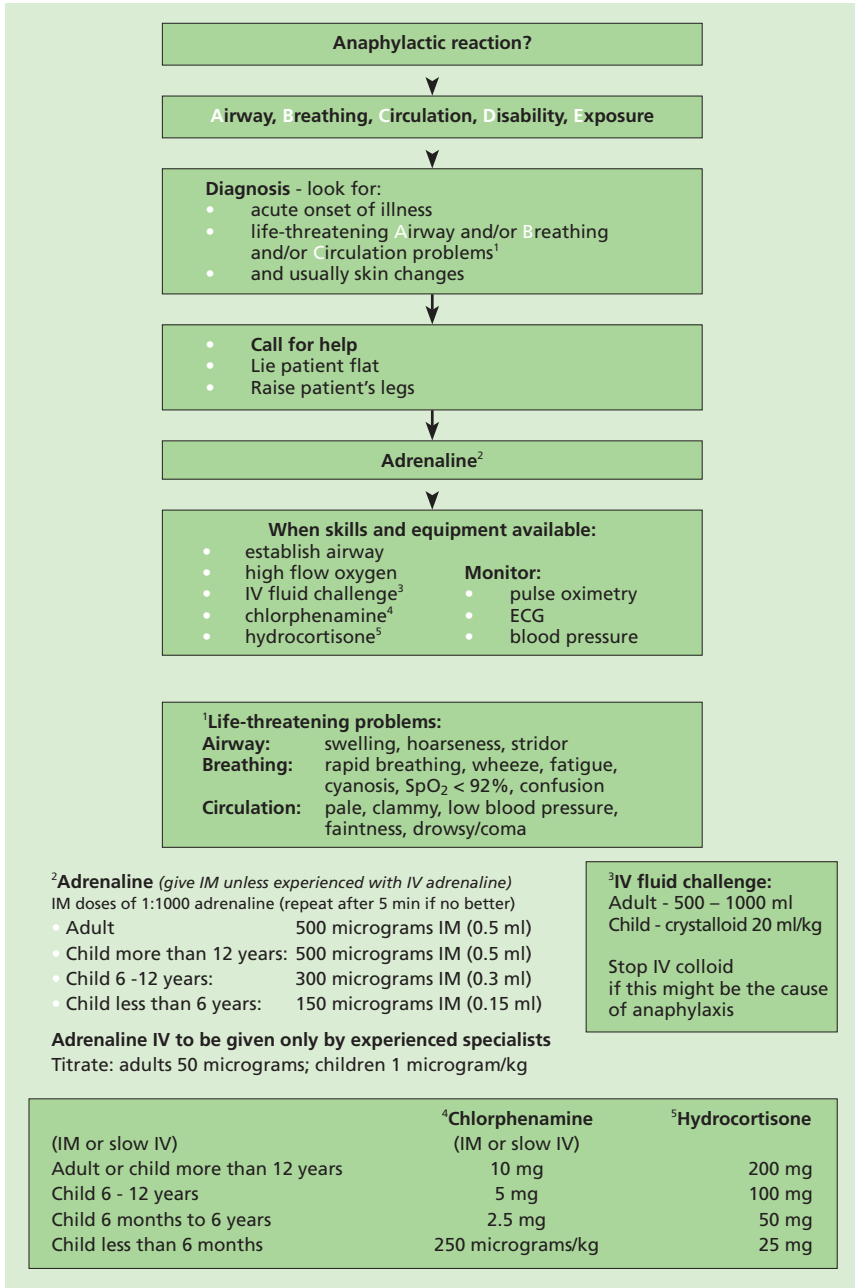 Anaphylactic reaction?
Airway, Breathing, Circulation, Disability, Exposure
Diagnosis - look for:
• acute onset of illness
• life-threatening Airway and/or Breathing
and/or Circulation problems¹
• and usually skin changes
• Call for help
• Lie patient flat
• Raise patient's legs
Adrenaline²
When skills and equipment available:
• establish airway
• high flow oxygen
• IV fluid challenge³
• chlorphenamine⁴
• hydrocortisone⁵
Monitor:
• pulse oximetry
• ECG
• blood pressure
¹Life-threatening problems:
Airway: swelling, hoarseness, stridor
Breathing: rapid breathing, wheeze, fatigue,
cyanosis, SpO₂ < 92%, confusion
Circulation: pale, clammy, low blood pressure,
faintness, drowsy/coma
²Adrenaline (give IM unless experienced with IV adrenaline)
IM doses of 1:1000 adrenaline (repeat after 5 min if no better)
• Adult 500 micrograms IM (0.5 ml)
• Child more than 12 years: 500 micrograms IM (0.5 ml)
• Child 6 -12 years: 300 micrograms IM (0.3 ml)
• Child less than 6 years: 150 micrograms IM (0.15 ml)
Adrenaline IV to be given only by experienced specialists
Titrate: adults 50 micrograms; children 1 microgram/kg
³IV fluid challenge:
Adult - 500 – 1000 ml
Child - crystalloid 20 ml/kg
Stop IV colloid
if this might be the cause
of anaphylaxis
⁴Chlorphenamine ⁵Hydrocortisone
(IM or slow IV) (IM or slow IV)
Adult or child more than 12 years 10 mg 200 mg
Child 6 - 12 years 5 mg 100 mg
Child 6 months to 6 years 2.5 mg 50 mg
Child less than 6 months 250 micrograms/kg 25 mg